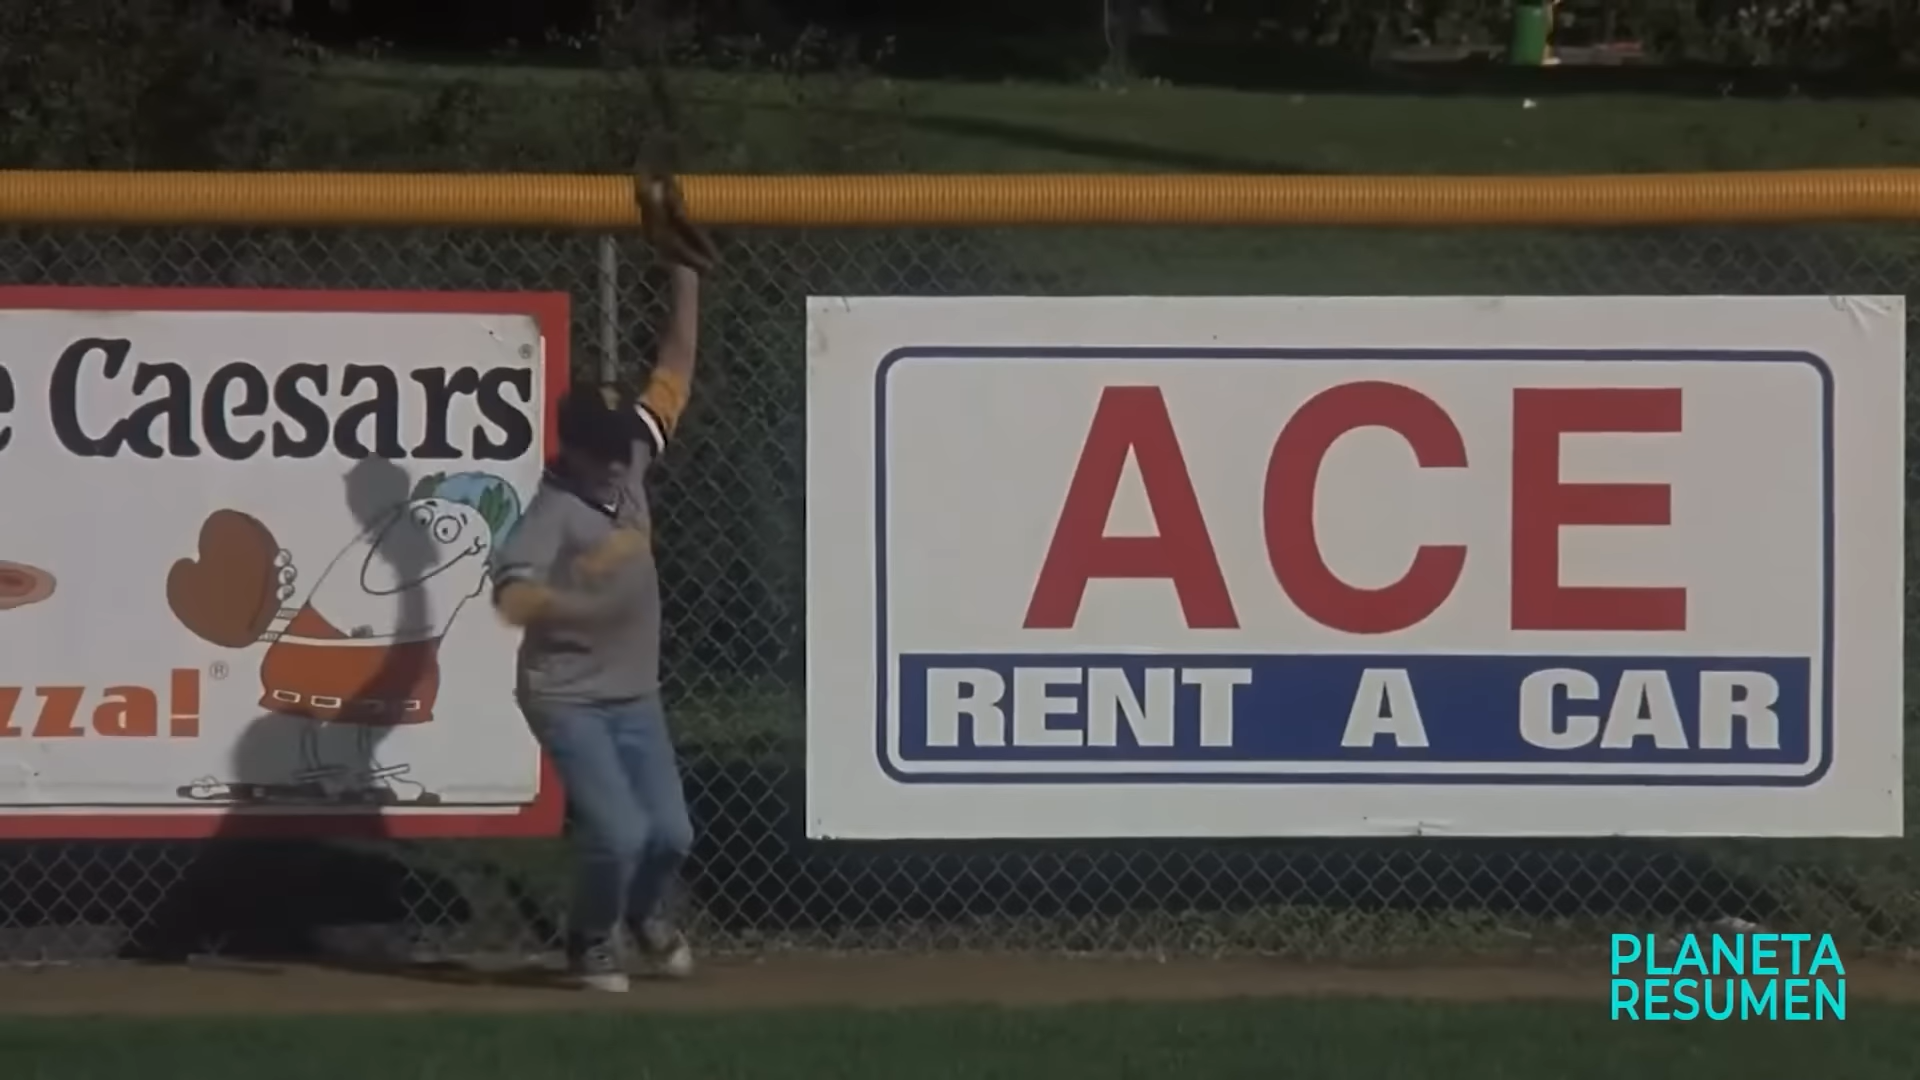 e Caesars®
zza!®
ACE
RENT A CAR
PLANETA
RESUMEN